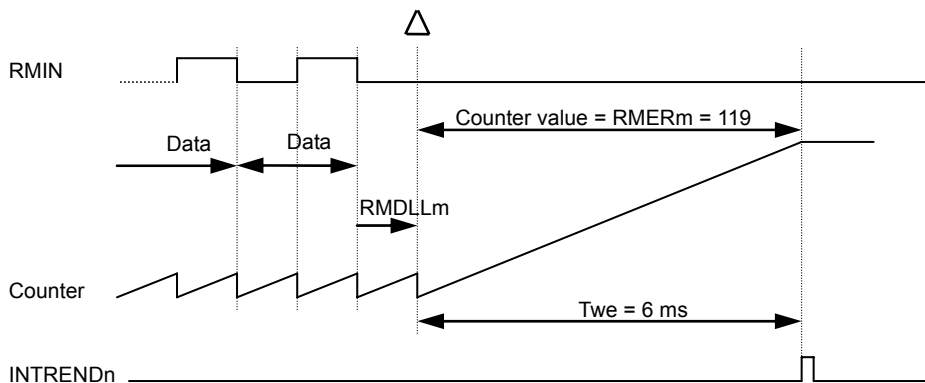 Δ
RMIN
Counter value = RMERm = 119
Data
Data
RMDLLm
Counter
Twe = 6 ms
INTRENDn